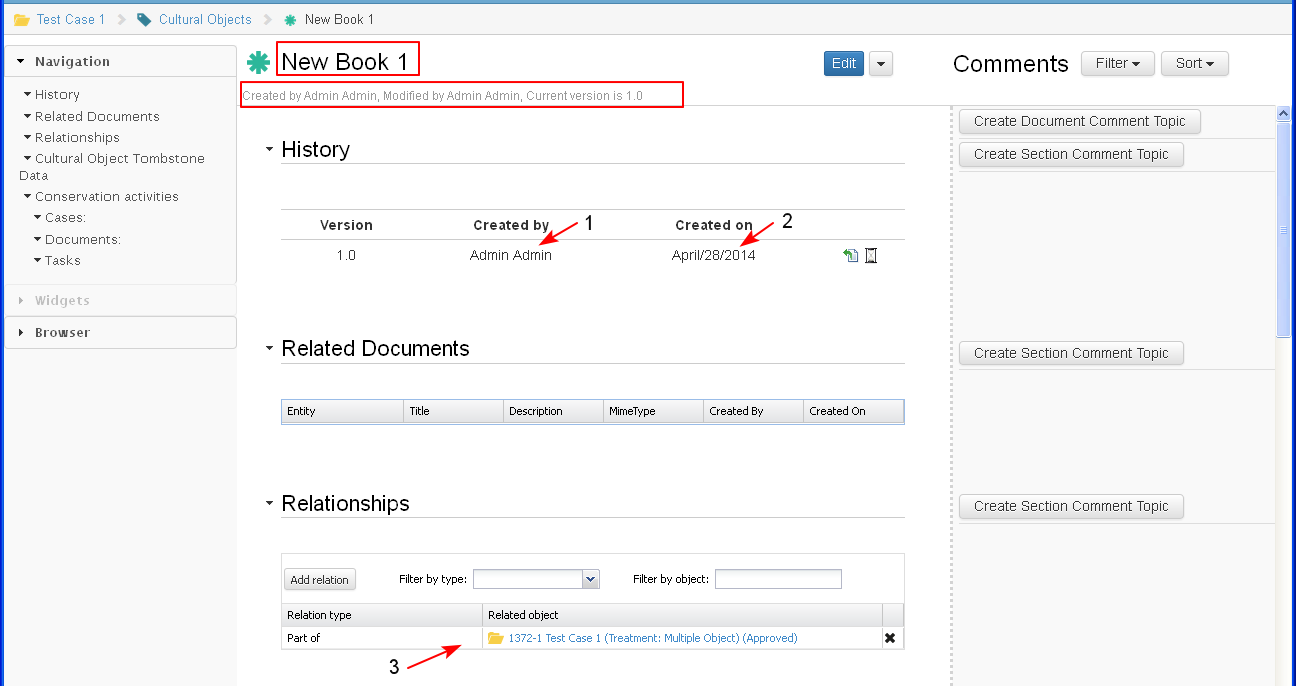 Test Case 1 Cultural Objects New Book 1
Navigation
History
Related Documents
Relationships
Cultural Object Tombstone
Data
Conservation activities
Cases:
Documents:
Tasks
Widgets
Browser
New Book 1
Edit
Created by Admin Admin, Modified by Admin Admin, Current version is 1.0
History
1
2
Version Created by Created on
1.0 Admin Admin April/28/2014
Related Documents
Entity Title Description MimeType Created By Created On
Relationships
Add relation Filter by type: Filter by object:
Relation type Related object
Part of 1372-1 Test Case 1 (Treatment: Multiple Object) (Approved)
3
Comments Filter Sort
Create Document Comment Topic
Create Section Comment Topic
Create Section Comment Topic
Create Section Comment Topic